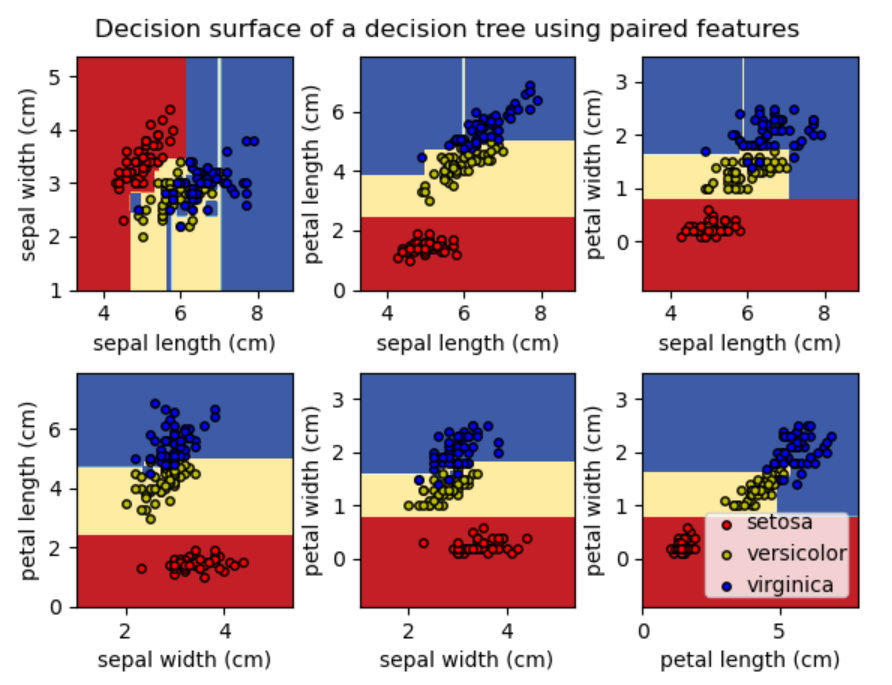 Decision surface of a decision tree using paired features
sepal width (cm)
5
4
3
2
1
4 6 8
sepal length (cm)
petal length (cm)
6
4
2
0
4 6 8
sepal length (cm)
petal width (cm)
3
2
1
0
4 6 8
sepal length (cm)
petal length (cm)
6
4
2
0
2 4
sepal width (cm)
petal width (cm)
3
2
1
0
2 4
sepal width (cm)
petal width (cm)
3
2
1
0
0 5
petal length (cm)
setosa
versicolor
virginica